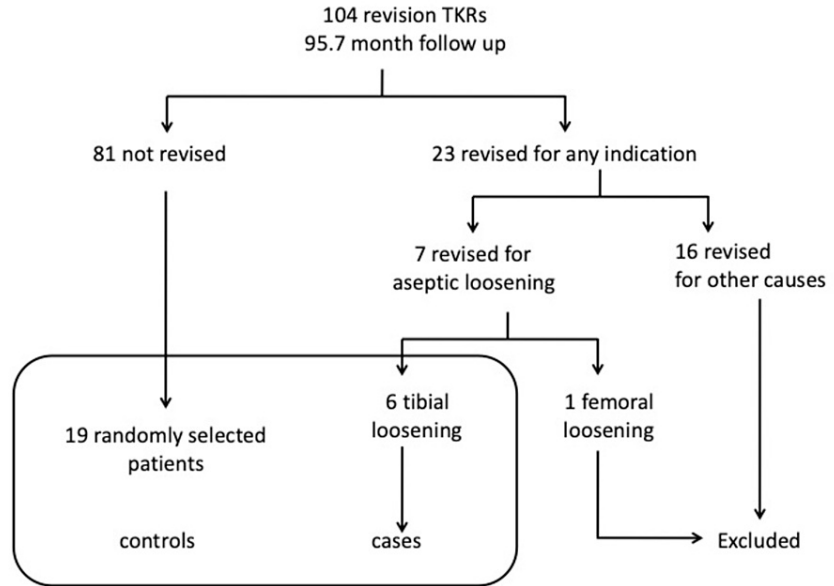 104 revision TKRs
95.7 month follow up
81 not revised
23 revised for any indication
7 revised for
aseptic loosening
16 revised
for other causes
19 randomly selected
patients
6 tibial
loosening
1 femoral
loosening
controls
cases
Excluded